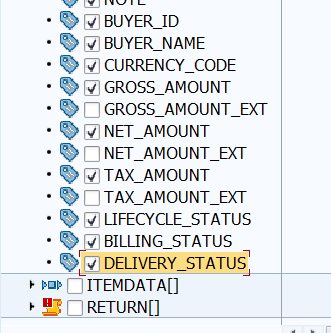 NOTE
BUYER_ID
BUYER_NAME
CURRENCY_CODE
GROSS_AMOUNT
GROSS_AMOUNT_EXT
NET_AMOUNT
NET_AMOUNT_EXT
TAX_AMOUNT
TAX_AMOUNT_EXT
LIFECYCLE_STATUS
BILLING_STATUS
DELIVERY_STATUS
ITEMDATA[]
RETURN[]